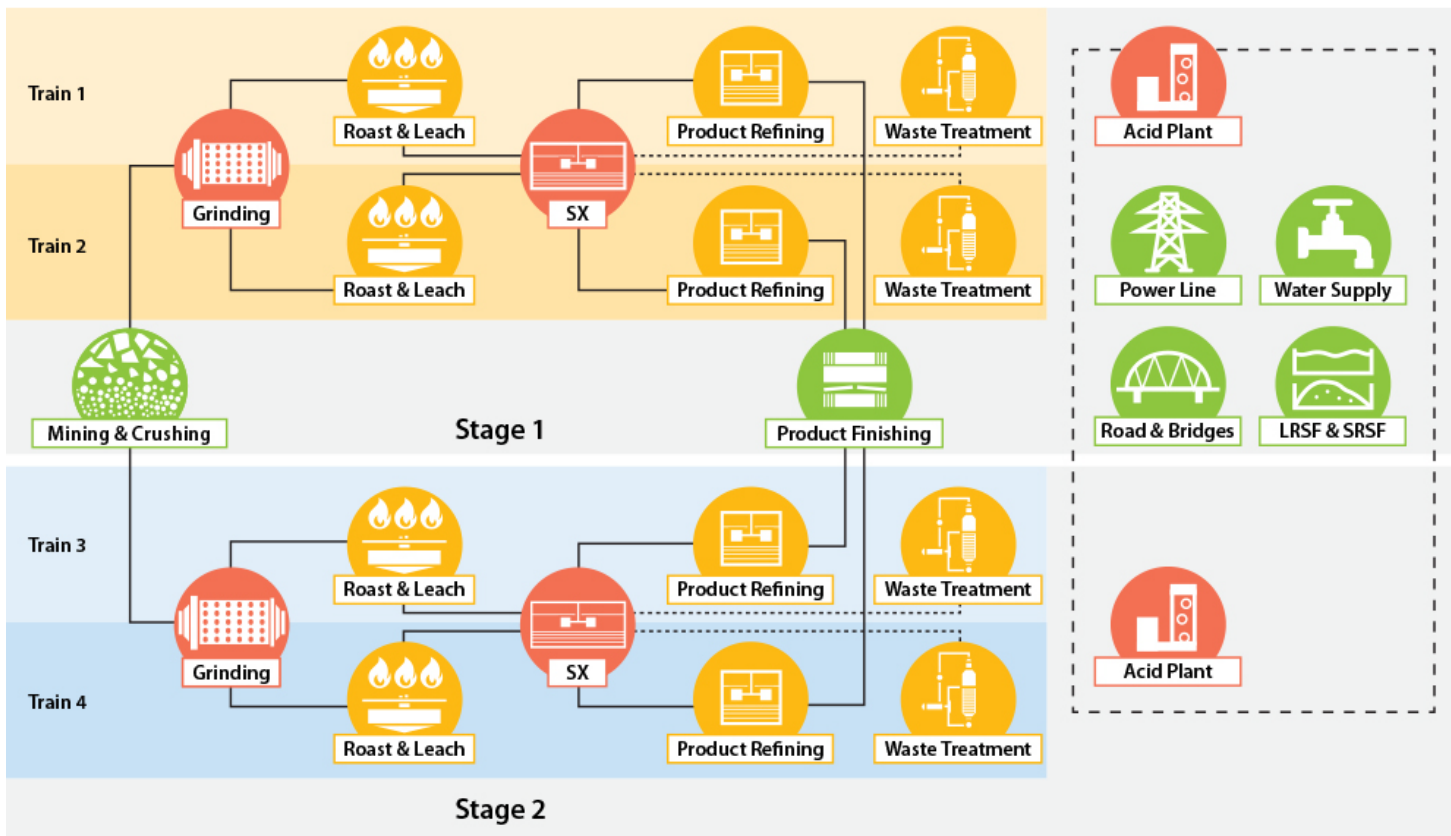 Train 1
Roast & Leach
Product Refining
Waste Treatment
Acid Plant
Grinding
SX
Train 2
Roast & Leach
Product Refining
Waste Treatment
Power Line
Water Supply
Mining & Crushing
Stage 1
Product Finishing
Road & Bridges
LRSF & SRSF
Train 3
Roast & Leach
Product Refining
Waste Treatment
Grinding
SX
Acid Plant
Train 4
Roast & Leach
Product Refining
Waste Treatment
Stage 2